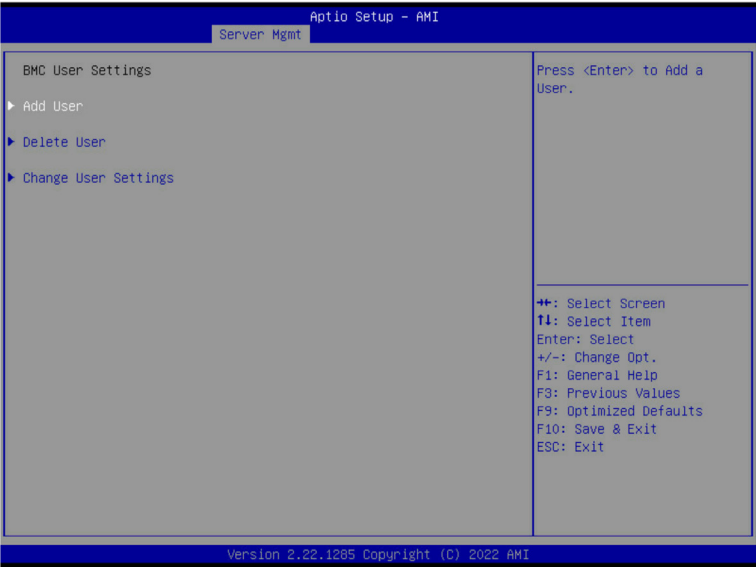 Aptio Setup – AMI
Server Mgmt
BMC User Settings
Add User
Delete User
Change User Settings
Press <Enter> to Add a
User.
→←: Select Screen
↑↓: Select Item
Enter: Select
+/-: Change Opt.
F1: General Help
F3: Previous Values
F9: Optimized Defaults
F10: Save & Exit
ESC: Exit
Version 2.22.1285 Copyright (C) 2022 AMI